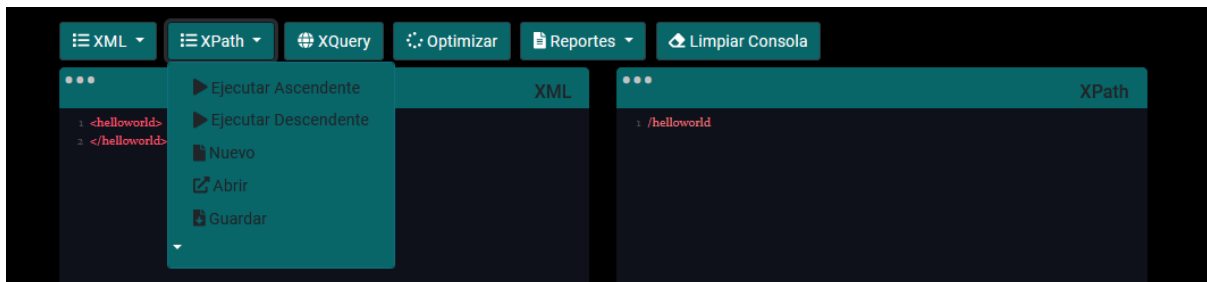 XML XPath XQuery Optimizar Reportes Limpiar Consola
Ejecutar Ascendente
Ejecutar Descendente
Nuevo
Abrir
Guardar
XML
1 <helloworld>
2 </helloworld>
XPath
1 /helloworld